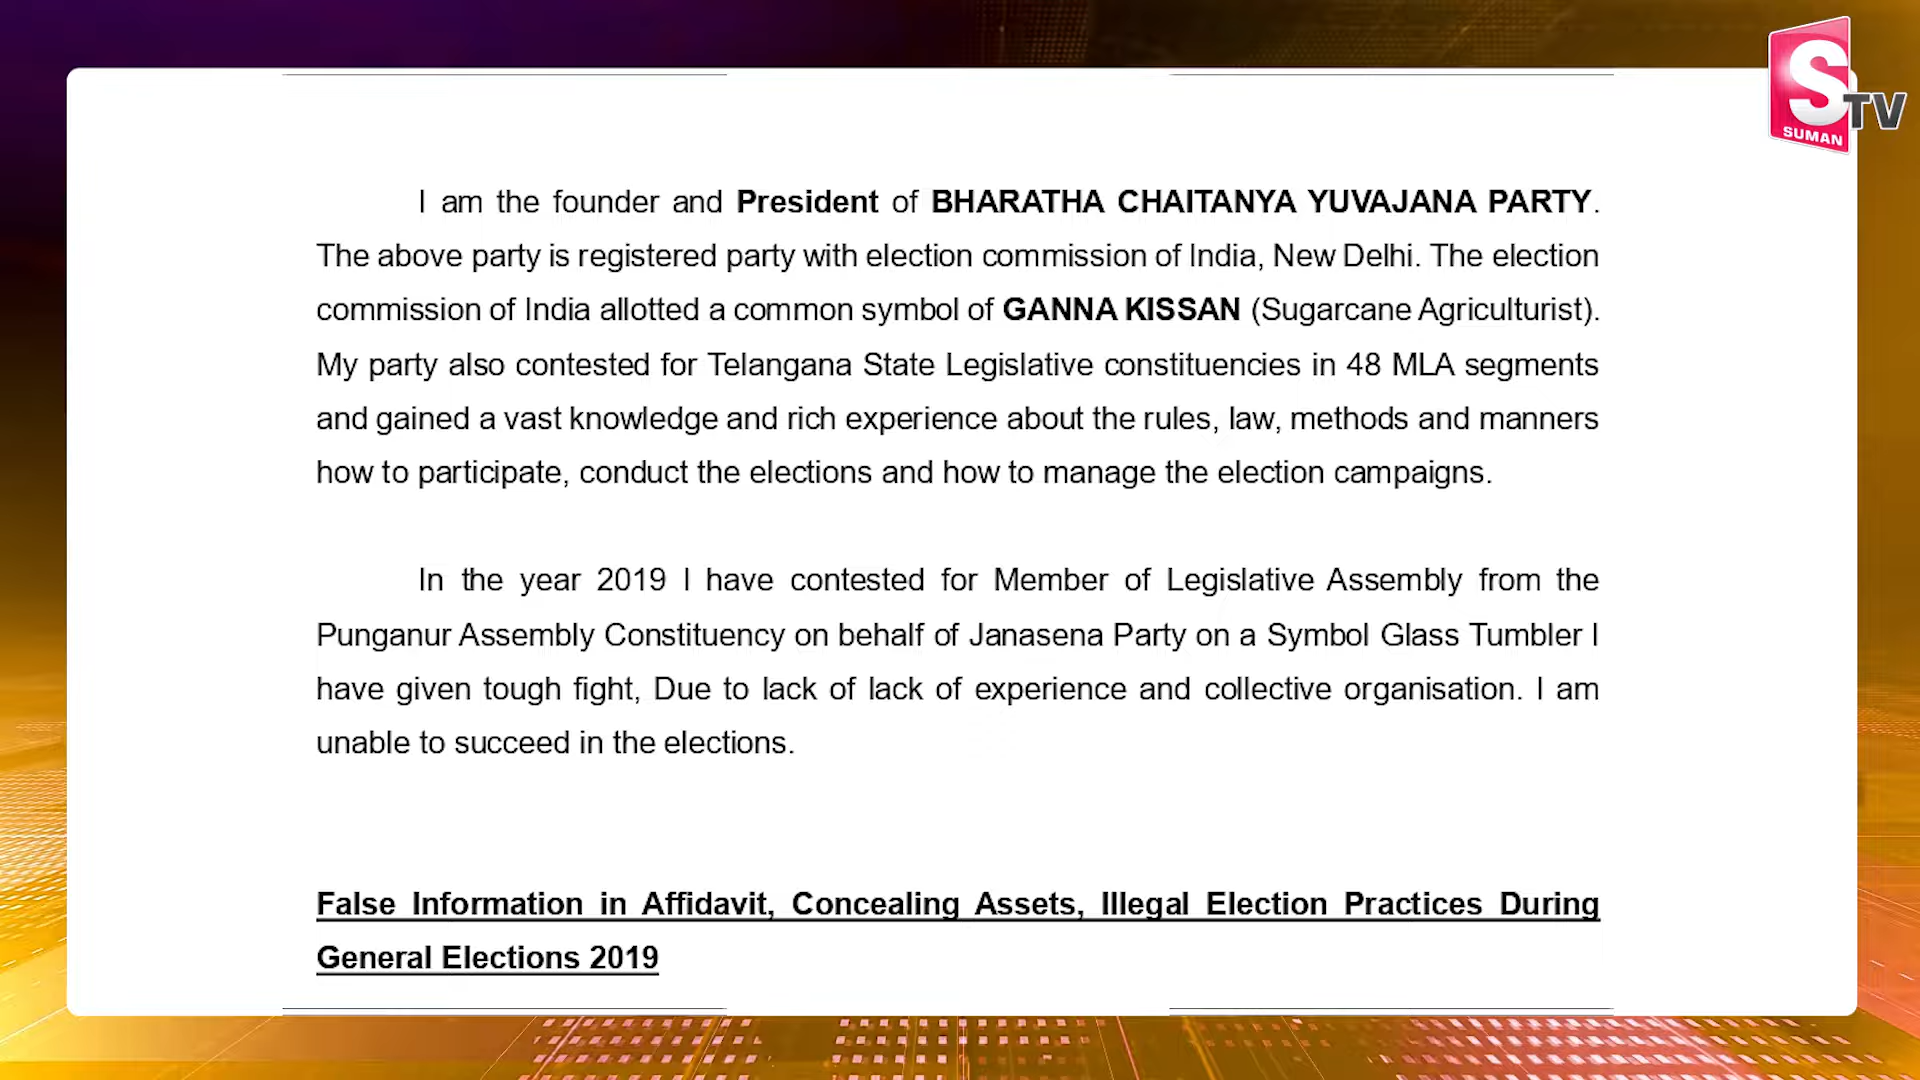 S
TV
SUMAN
I am the founder and President of BHARATHA CHAITANYA YUVAJANA PARTY.
The above party is registered party with election commission of India, New Delhi. The election
commission of India allotted a common symbol of GANNA KISSAN (Sugarcane Agriculturist).
My party also contested for Telangana State Legislative constituencies in 48 MLA segments
and gained a vast knowledge and rich experience about the rules, law, methods and manners
how to participate, conduct the elections and how to manage the election campaigns.
In the year 2019 I have contested for Member of Legislative Assembly from the
Punganur Assembly Constituency on behalf of Janasena Party on a Symbol Glass Tumbler I
have given tough fight, Due to lack of lack of experience and collective organisation. I am
unable to succeed in the elections.
False Information in Affidavit, Concealing Assets, Illegal Election Practices During
General Elections 2019